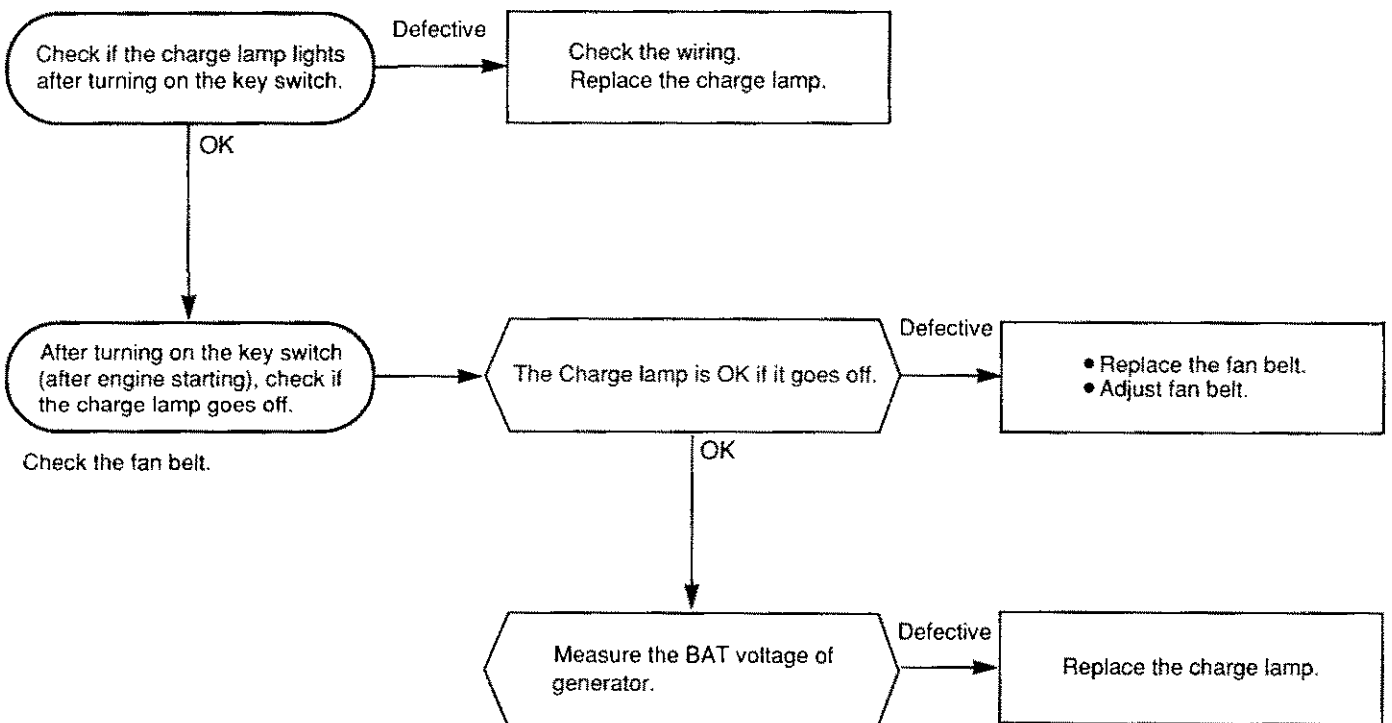 Check if the charge lamp lights
after turning on the key switch.
Defective
Check the wiring.
Replace the charge lamp.
OK
After turning on the key switch
(after engine starting), check if
the charge lamp goes off.
Check the fan belt.
The Charge lamp is OK if it goes off.
Defective
● Replace the fan belt.
● Adjust fan belt.
OK
Measure the BAT voltage of
generator.
Defective
Replace the charge lamp.